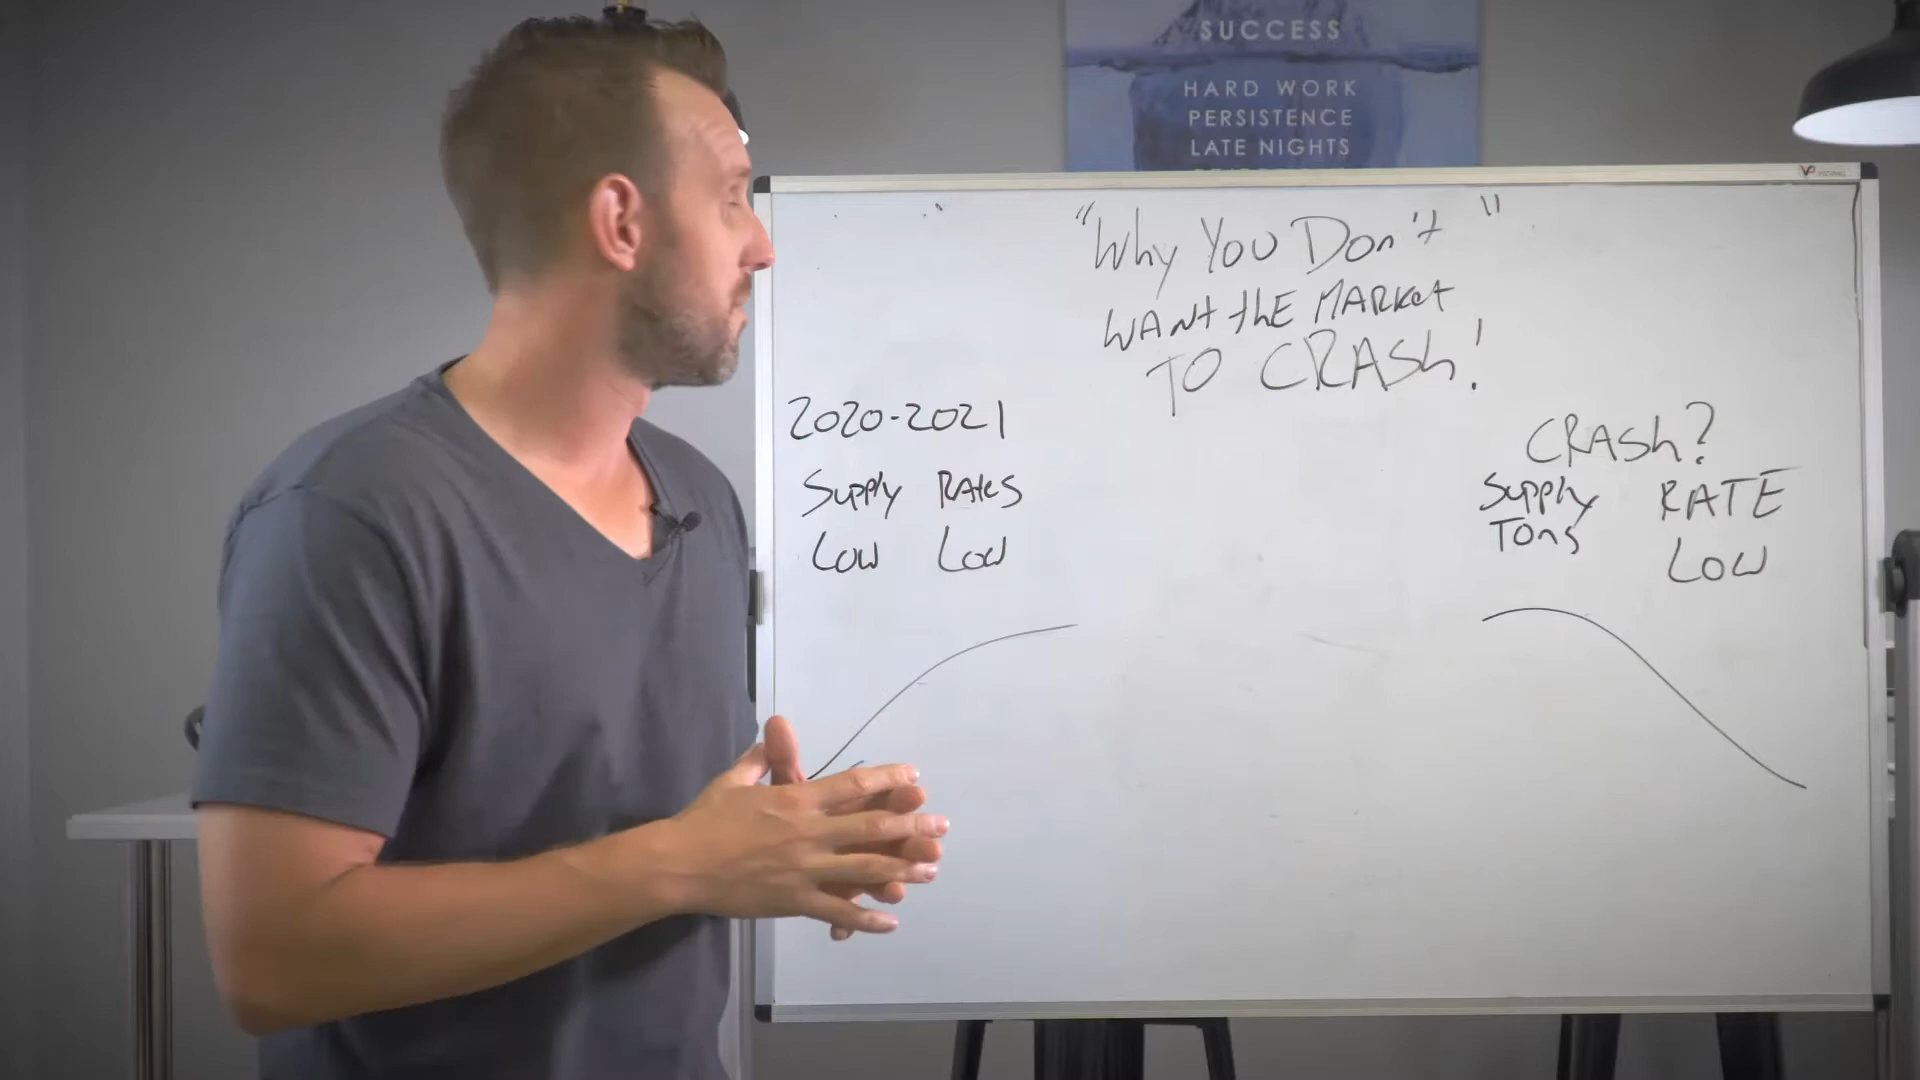 SUCCESS
HARD WORK
PERSISTENCE
LATE NIGHTS
"Why You Don't"
WANT thE MARKet
TO CRASh!
2020-2021
Supply Rates
Low Low
CRASh?
Supply RATE
Tons
LOW